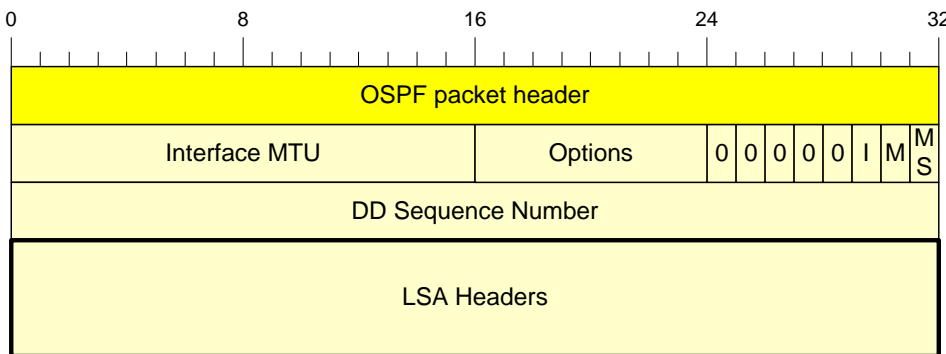 0 8 16 24 32
OSPF packet header
Interface MTU Options 0 0 0 0 0 I M M
S
DD Sequence Number
LSA Headers